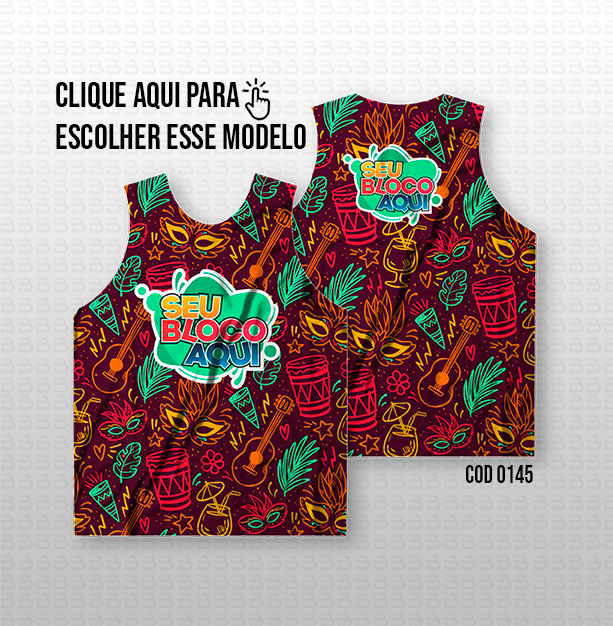 CLIQUE AQUI PARA
ESCOLHER ESSE MODELO
SEU
BLOCO
AQUI
SEU
BLOCO
AQUI
COD 0145